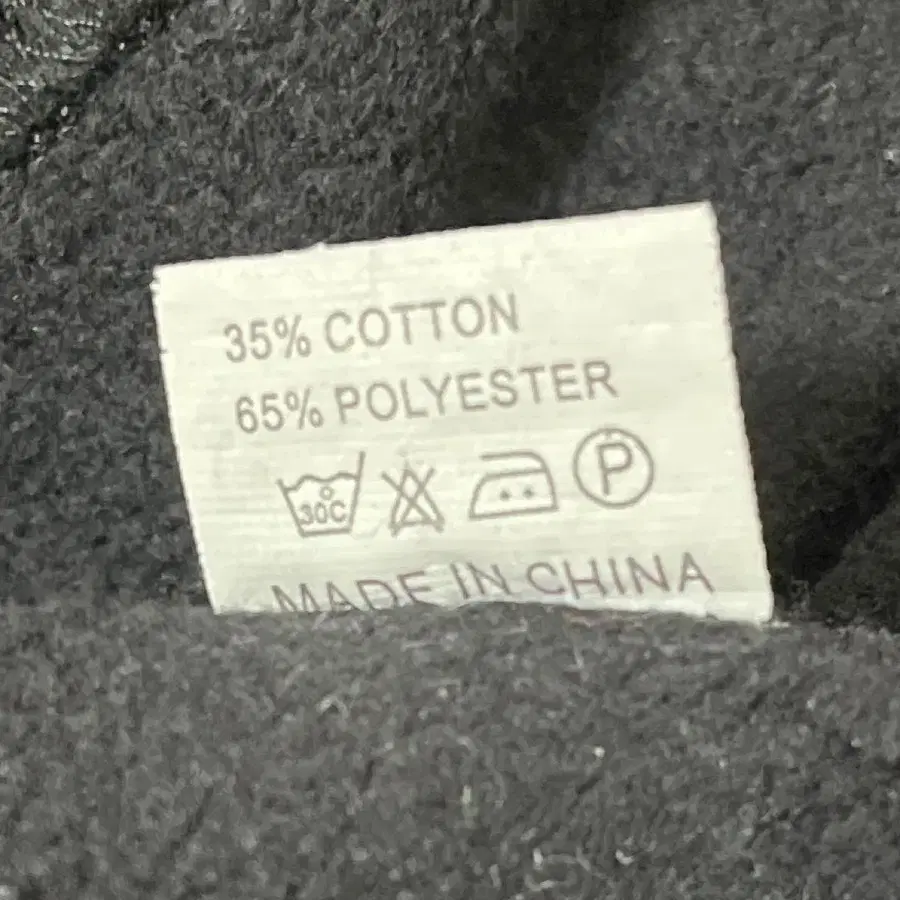 35% COTTON
65% POLYESTER
30C P
MADE IN CHINA